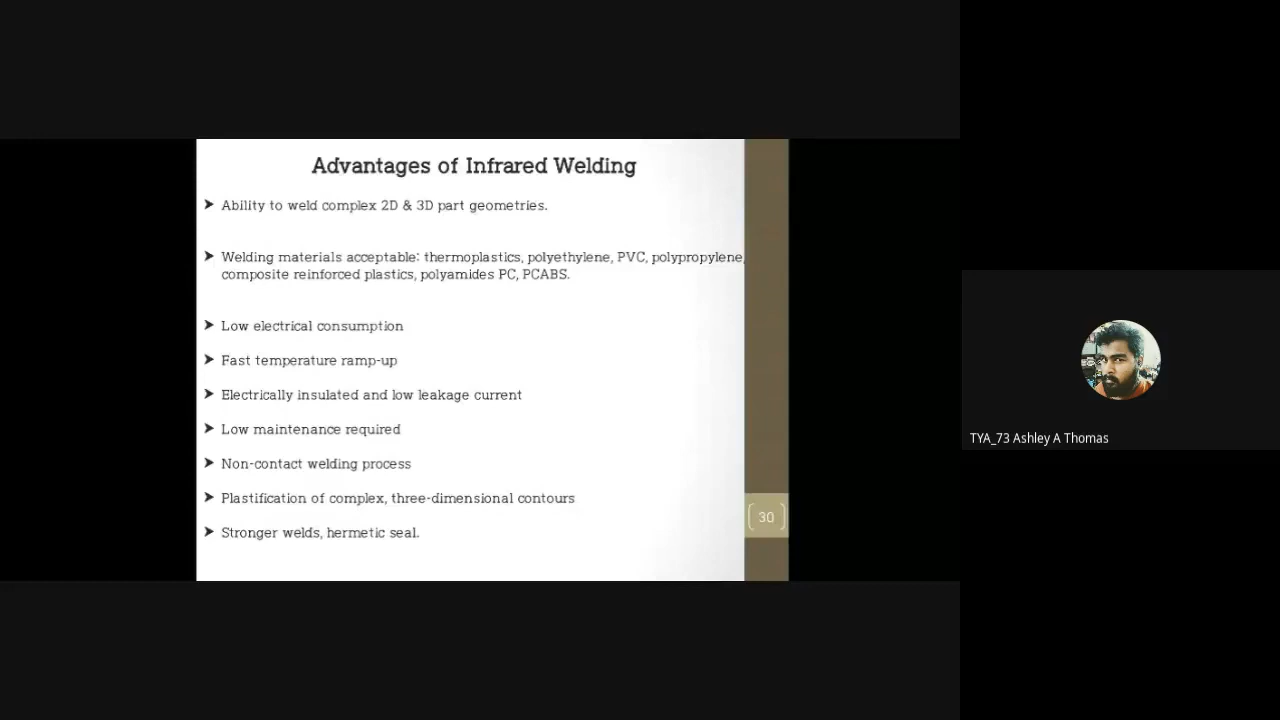 Advantages of Infrared Welding
➤ Ability to weld complex 2D & 3D part geometries.
➤ Welding materials acceptable: thermoplastics, polyethylene, PVC, polypropylene,
composite reinforced plastics, polyamides PC, PCABS.
➤ Low electrical consumption
➤ Fast temperature ramp-up
➤ Electrically insulated and low leakage current
➤ Low maintenance required
➤ Non-contact welding process
➤ Plastification of complex, three-dimensional contours
➤ Stronger welds, hermetic seal.
30
TYA_73 Ashley A Thomas